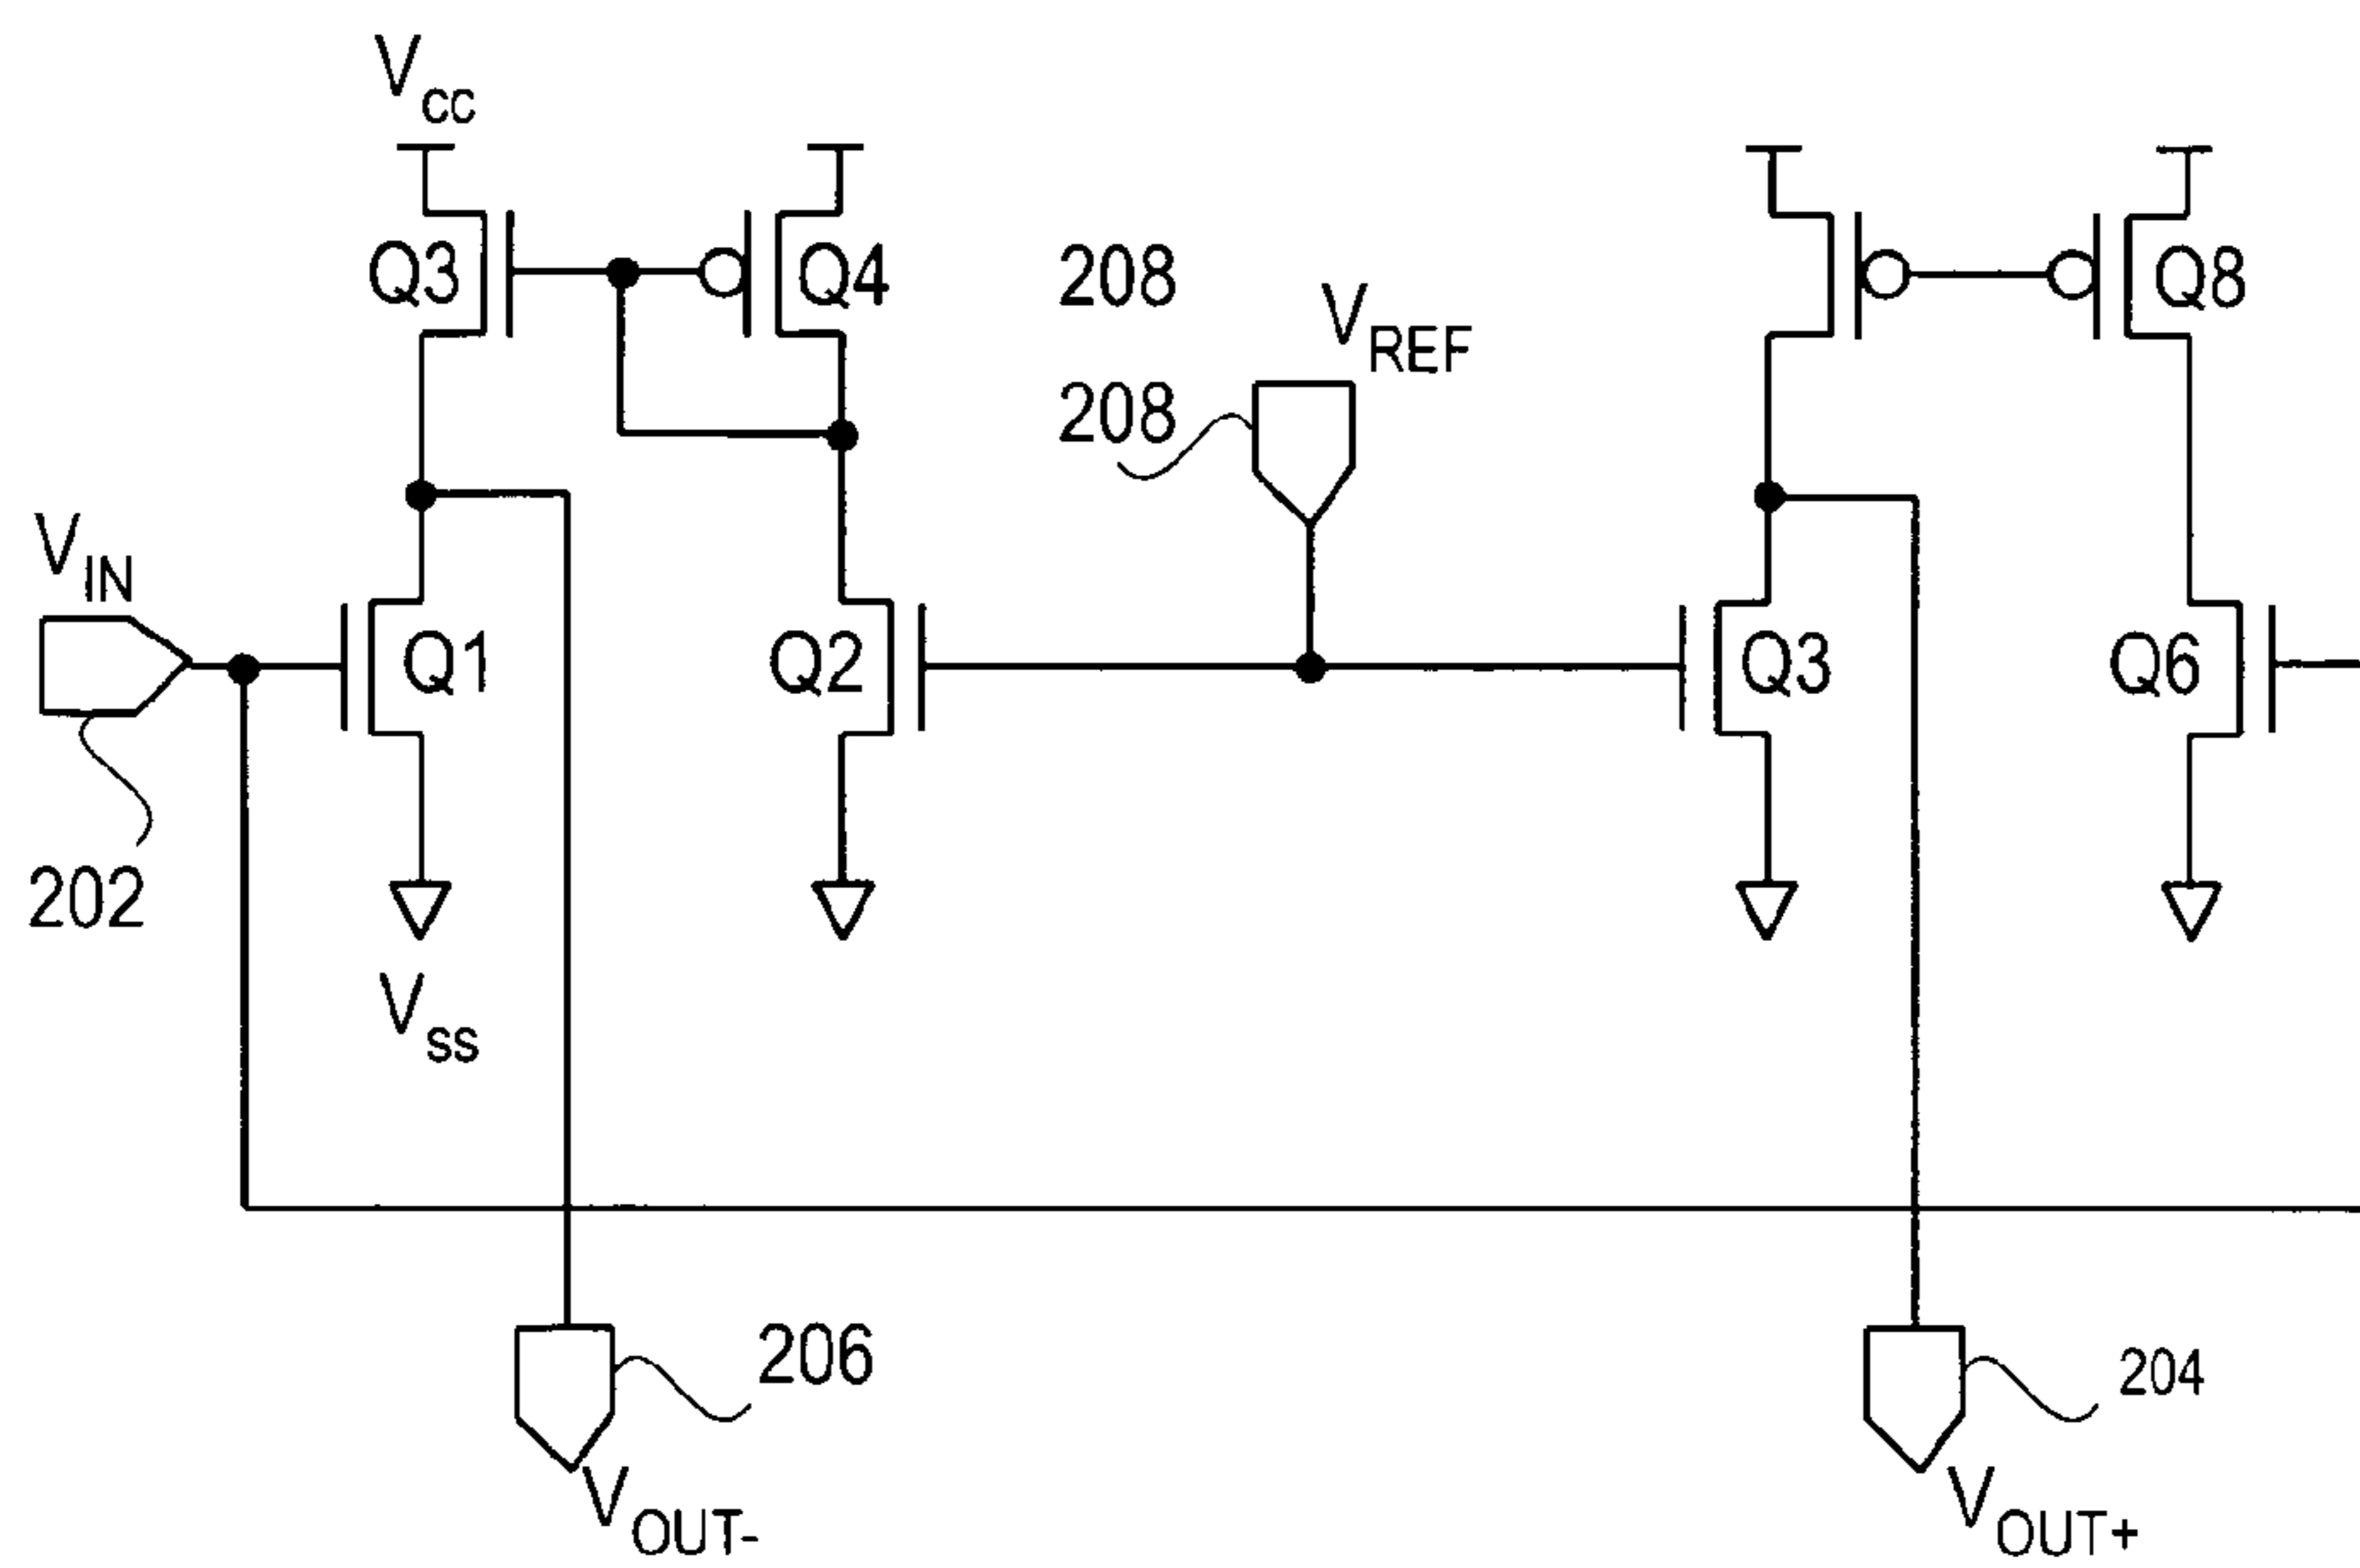 Vcc
Q3
Q4
208
VREF
208
Q8
VIN
Q1
Q2
Q3
Q6
202
Vss
206
204
VOUT-
VOUT+